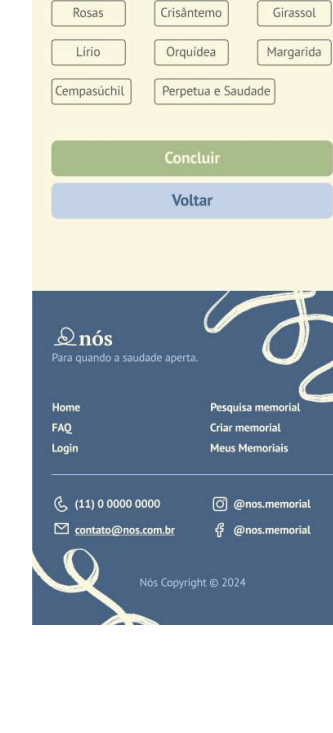 Rosas Crisântemo Girassol
Lírio Orquídea Margarida
Cempasúchil Perpetua e Saudade
Concluir
Voltar
nós
Para quando a saudade aperta.
Home Pesquisa memorial
FAQ Criar memorial
Login Meus Memoriais
(11) 0 0000 0000 @nos.memorial
contato@nos.com.br @nos.memorial
Nós Copyright © 2024